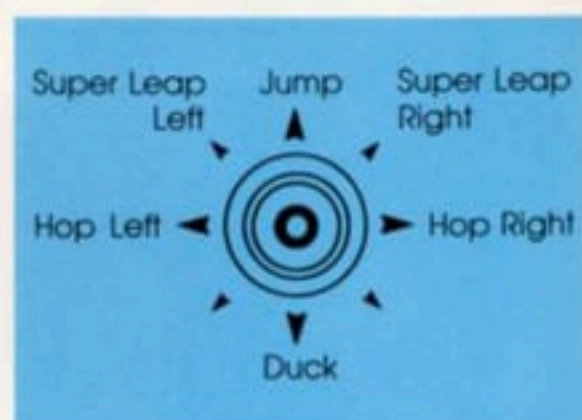 Super Leap Left
Jump
Super Leap Right
Hop Left
Hop Right
Duck